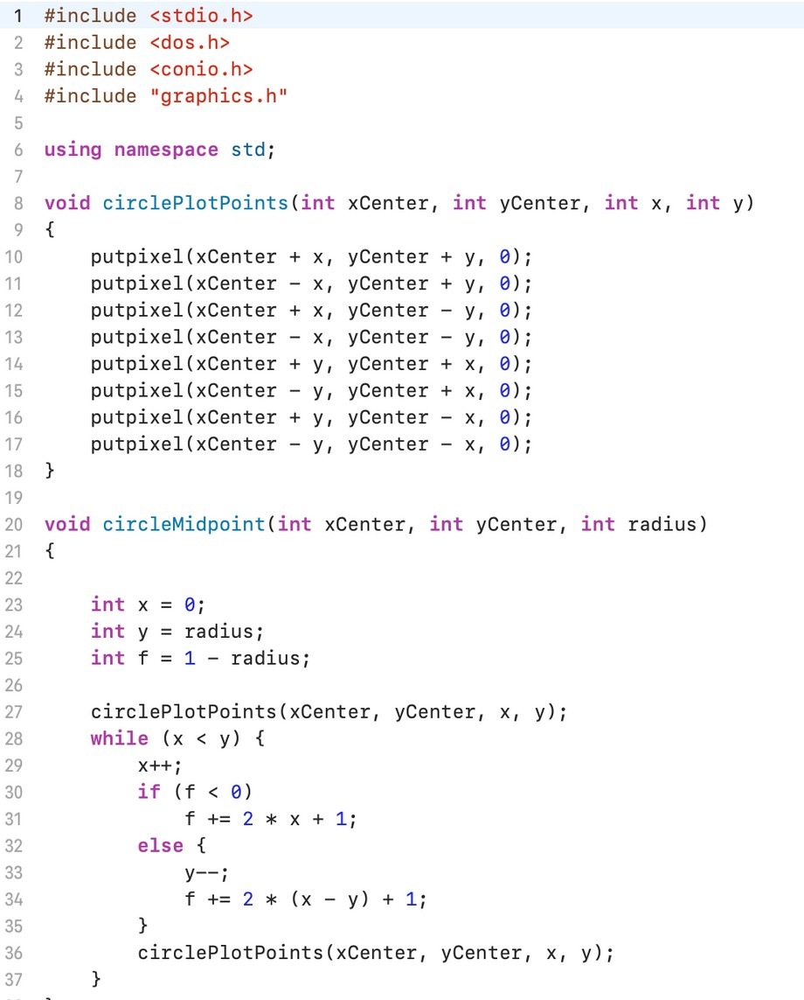 1 #include <stdio.h>
2 #include <dos.h>
3 #include <conio.h>
4 #include "graphics.h"
5
6 using namespace std;
7
8 void circlePlotPoints(int xCenter, int yCenter, int x, int y)
9 {
10     putpixel(xCenter + x, yCenter + y, 0);
11     putpixel(xCenter - x, yCenter + y, 0);
12     putpixel(xCenter + x, yCenter - y, 0);
13     putpixel(xCenter - x, yCenter - y, 0);
14     putpixel(xCenter + y, yCenter + x, 0);
15     putpixel(xCenter - y, yCenter + x, 0);
16     putpixel(xCenter + y, yCenter - x, 0);
17     putpixel(xCenter - y, yCenter - x, 0);
18 }
19
20 void circleMidpoint(int xCenter, int yCenter, int radius)
21 {
22
23     int x = 0;
24     int y = radius;
25     int f = 1 - radius;
26
27     circlePlotPoints(xCenter, yCenter, x, y);
28     while (x < y) {
29         x++;
30         if (f < 0)
31             f += 2 * x + 1;
32         else {
33             y--;
34             f += 2 * (x - y) + 1;
35         }
36         circlePlotPoints(xCenter, yCenter, x, y);
37     }